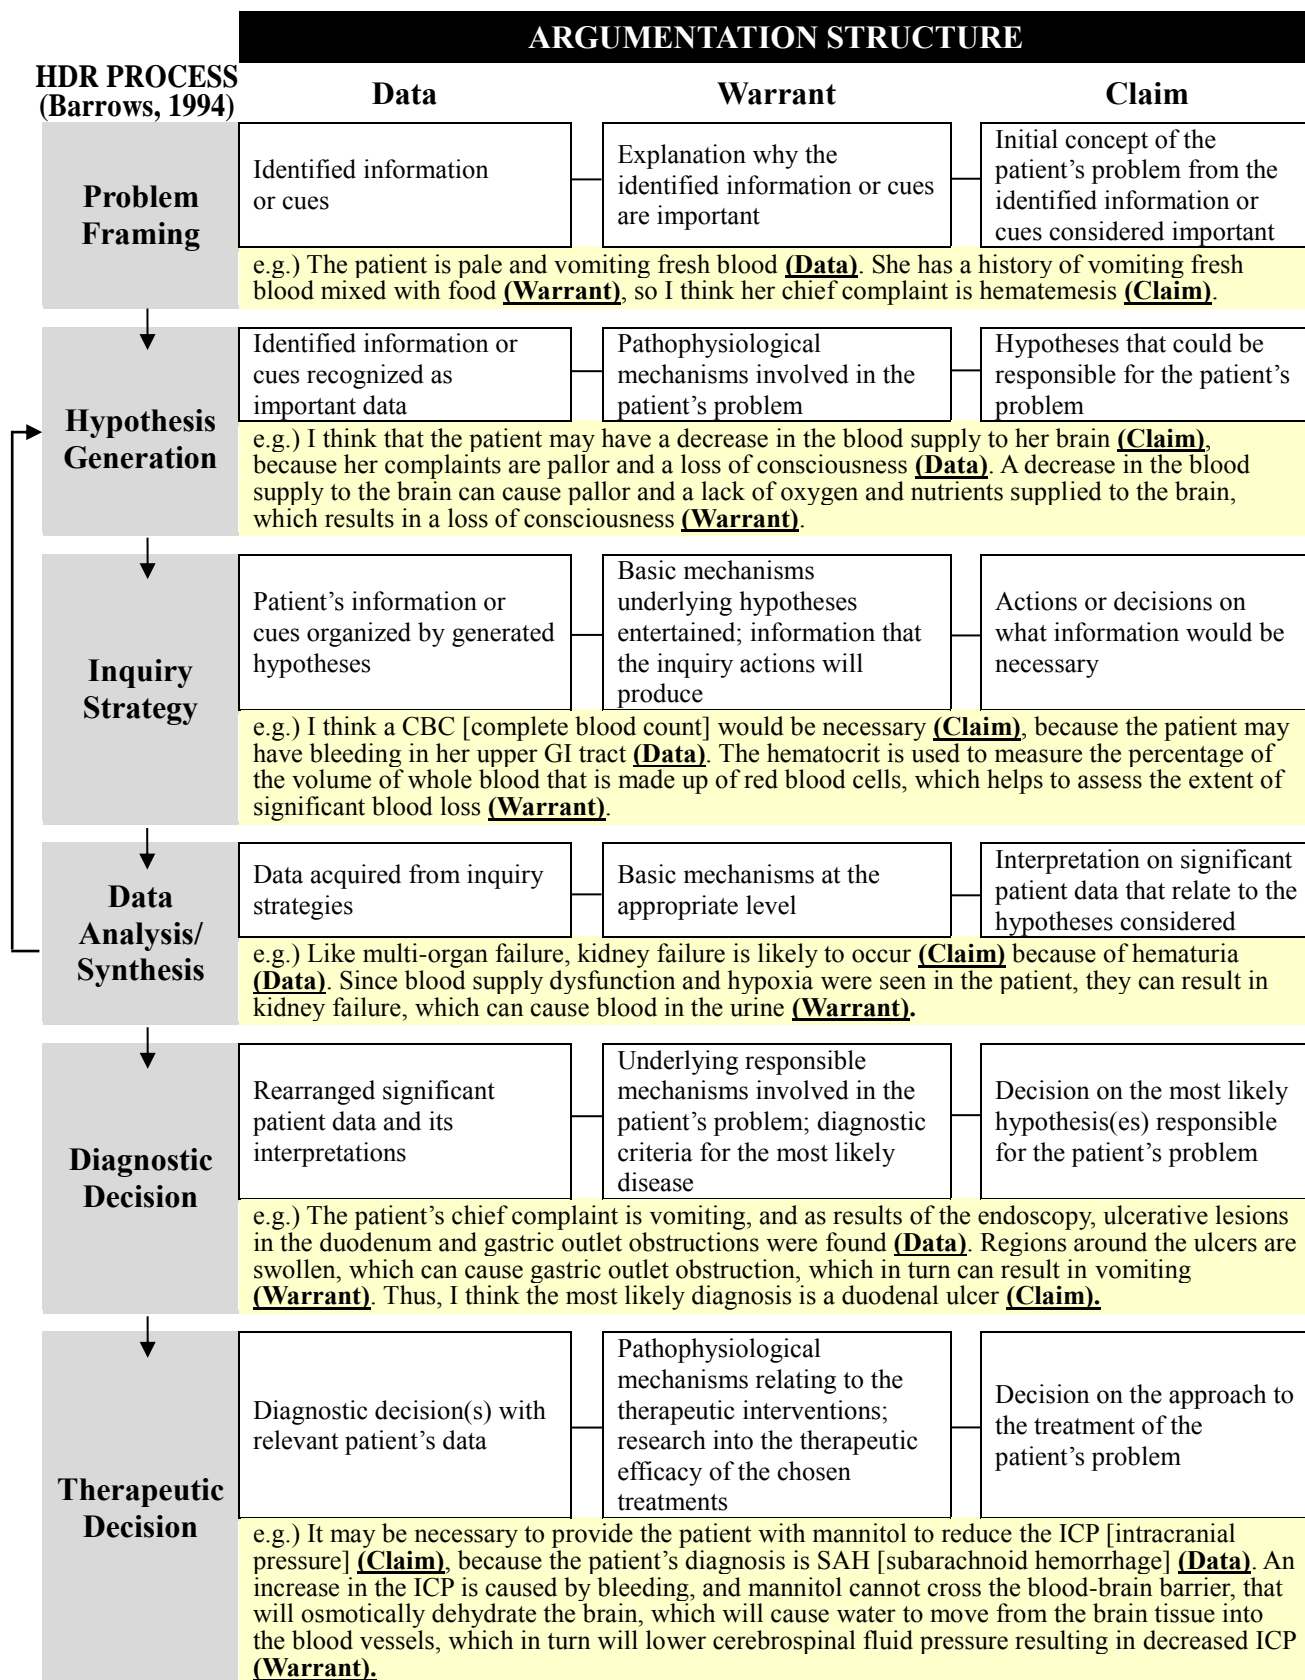 ARGUMENTATION STRUCTURE
HDR PROCESS
(Barrows, 1994)
Data
Warrant
Claim
Problem
Framing
Identified information
or cues
Explanation why the
identified information or cues
are important
Initial concept of the
patient’s problem from the
identified information or
cues considered important
e.g.) The patient is pale and vomiting fresh blood (Data). She has a history of vomiting fresh
blood mixed with food (Warrant), so I think her chief complaint is hematemesis (Claim).
Hypothesis
Generation
Identified information or
cues recognized as
important data
Pathophysiological
mechanisms involved in the
patient’s problem
Hypotheses that could be
responsible for the patient’s
problem
e.g.) I think that the patient may have a decrease in the blood supply to her brain (Claim),
because her complaints are pallor and a loss of consciousness (Data). A decrease in the blood
supply to the brain can cause pallor and a lack of oxygen and nutrients supplied to the brain,
which results in a loss of consciousness (Warrant).
Inquiry
Strategy
Patient’s information or
cues organized by generated
hypotheses
Basic mechanisms
underlying hypotheses
entertained; information that
the inquiry actions will
produce
Actions or decisions on
what information would be
necessary
e.g.) I think a CBC [complete blood count] would be necessary (Claim), because the patient may
have bleeding in her upper GI tract (Data). The hematocrit is used to measure the percentage of
the volume of whole blood that is made up of red blood cells, which helps to assess the extent of
significant blood loss (Warrant).
Data
Analysis/
Synthesis
Data acquired from inquiry
strategies
Basic mechanisms at the
appropriate level
Interpretation on significant
patient data that relate to the
hypotheses considered
e.g.) Like multi-organ failure, kidney failure is likely to occur (Claim) because of hematuria
(Data). Since blood supply dysfunction and hypoxia were seen in the patient, they can result in
kidney failure, which can cause blood in the urine (Warrant).
Diagnostic
Decision
Rearranged significant
patient data and its
interpretations
Underlying responsible
mechanisms involved in the
patient’s problem; diagnostic
criteria for the most likely
disease
Decision on the most likely
hypothesis(es) responsible
for the patient’s problem
e.g.) The patient’s chief complaint is vomiting, and as results of the endoscopy, ulcerative lesions
in the duodenum and gastric outlet obstructions were found (Data). Regions around the ulcers are
swollen, which can cause gastric outlet obstruction, which in turn can result in vomiting
(Warrant). Thus, I think the most likely diagnosis is a duodenal ulcer (Claim).
Therapeutic
Decision
Diagnostic decision(s) with
relevant patient’s data
Pathophysiological
mechanisms relating to the
therapeutic interventions;
research into the therapeutic
efficacy of the chosen
treatments
Decision on the approach to
the treatment of the
patient’s problem
e.g.) It may be necessary to provide the patient with mannitol to reduce the ICP [intracranial
pressure] (Claim), because the patient’s diagnosis is SAH [subarachnoid hemorrhage] (Data). An
increase in the ICP is caused by bleeding, and mannitol cannot cross the blood-brain barrier, that
will osmotically dehydrate the brain, which will cause water to move from the brain tissue into
the blood vessels, which in turn will lower cerebrospinal fluid pressure resulting in decreased ICP
(Warrant).